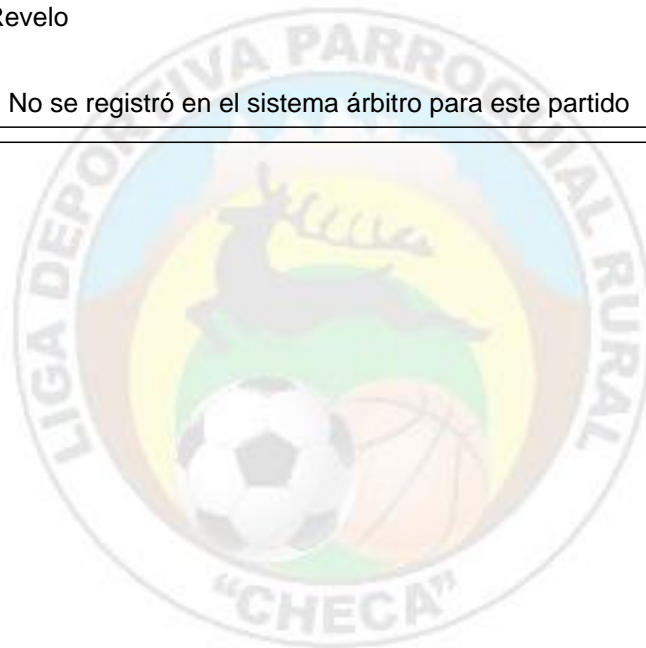 Revelo
No se registró en el sistema árbitro para este partido
LIGA DEPORTIVA PARROQUIAL RURAL
“CHECA”